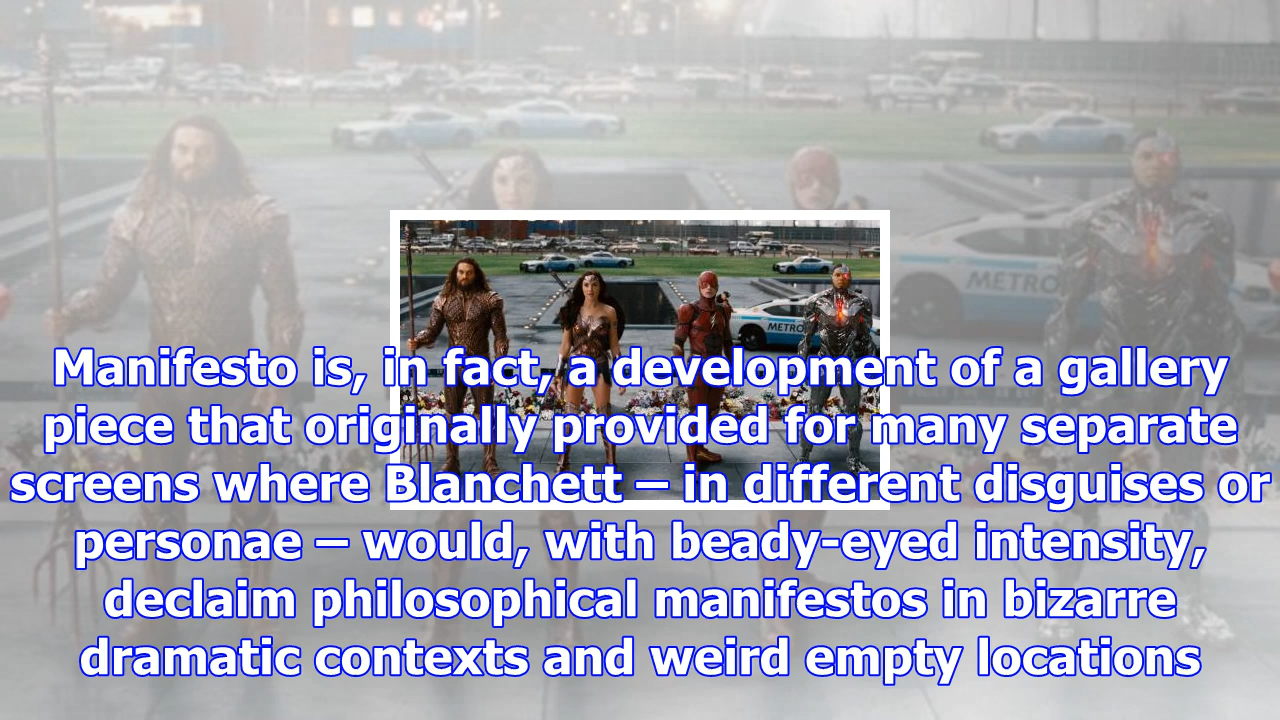 METRO
METRO
Manifesto is, in fact, a development of a gallery
piece that originally provided for many separate
screens where Blanchett – in different disguises or
personae – would, with beady-eyed intensity,
declaim philosophical manifestos in bizarre
dramatic contexts and weird empty locations